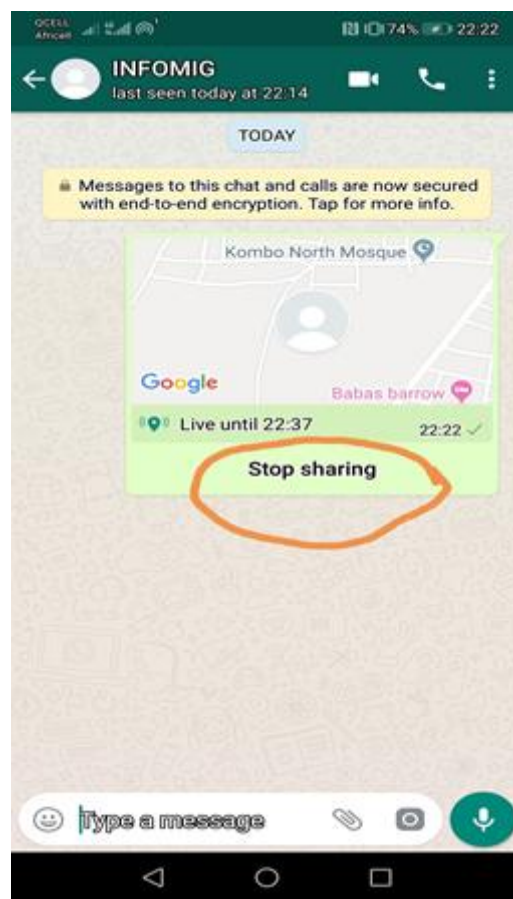 QCELL
Africell
74% 22:22
INFOMIG
last seen today at 22:14
TODAY
Messages to this chat and calls are now secured
with end-to-end encryption. Tap for more info.
Kombo North Mosque
Google
Babas barrow
Live until 22:37
22:22
Stop sharing
Type a message